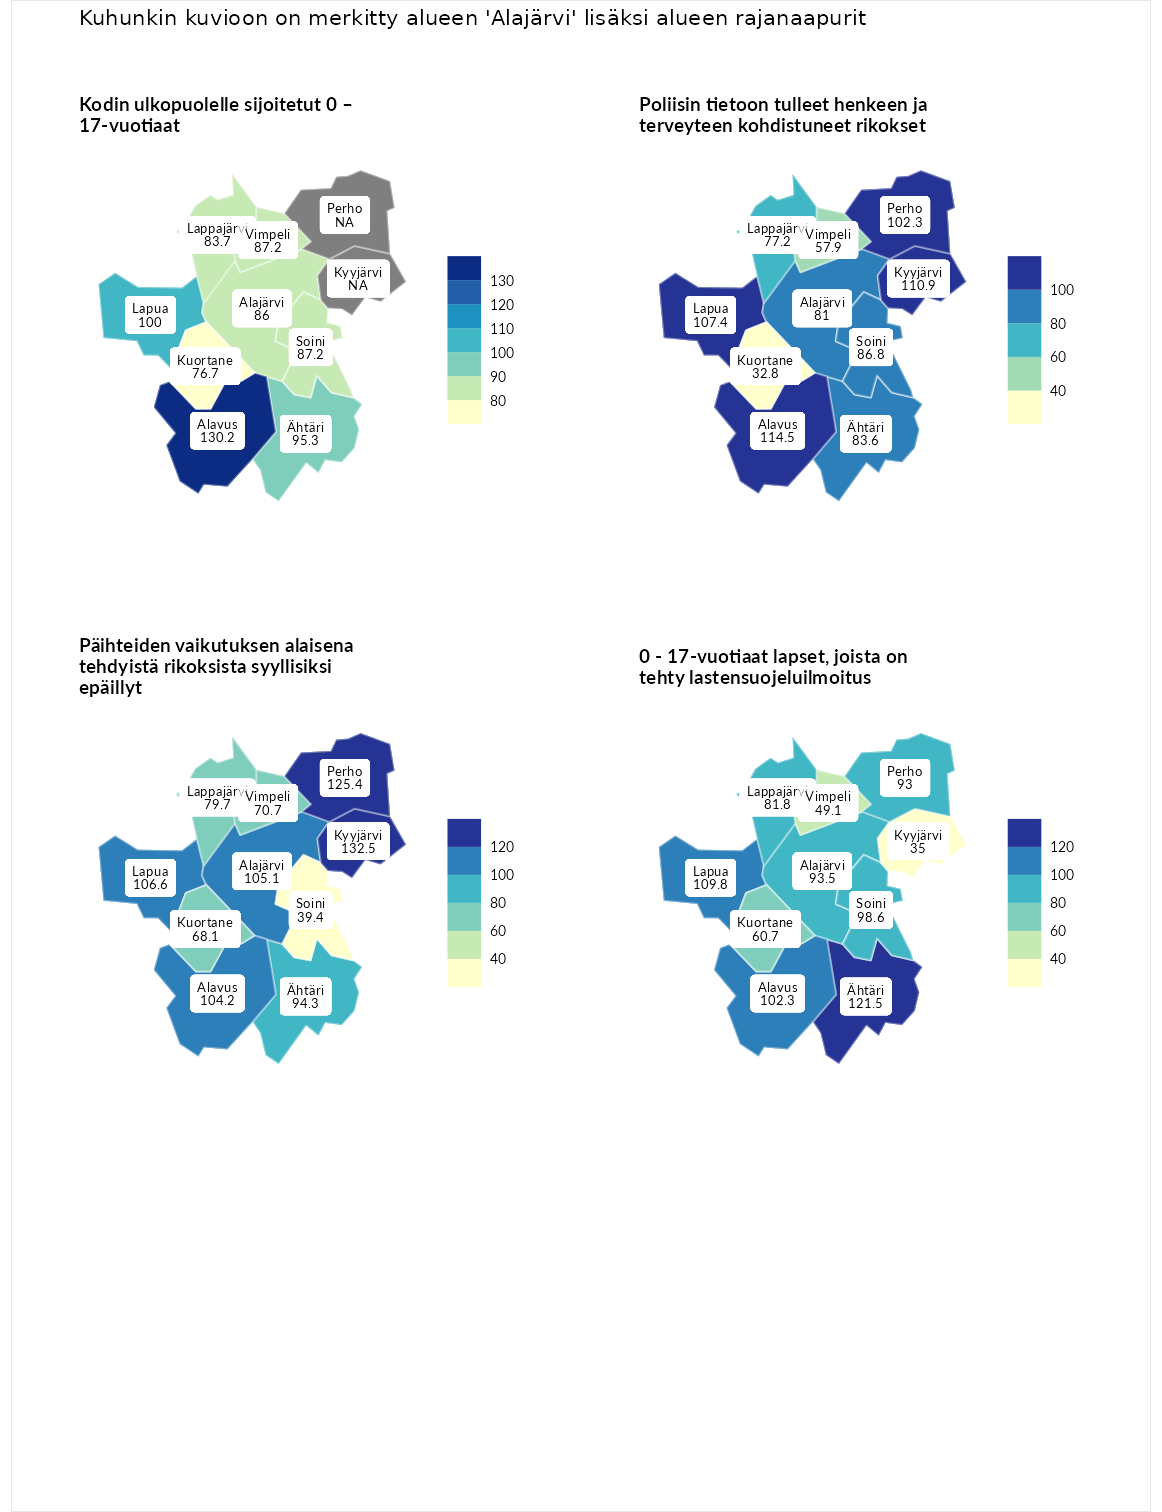 Kuhunkin kuvioon on merkitty alueen 'Alajärvi' lisäksi alueen rajanaapurit
Kodin ulkopuolelle sijoitetut 0 –
17-vuotiaat
Perho
NA
Lappajärvi
83.7
Vimpeli
87.2
Kyyjärvi
NA
Alajärvi
86
Lapua
100
Soini
87.2
Kuortane
76.7
Alavus
130.2
Ähtäri
95.3
130
120
110
100
90
80
Poliisin tietoon tulleet henkeen ja
terveyteen kohdistuneet rikokset
Perho
102.3
Lappajärvi
77.2
Vimpeli
57.9
Kyyjärvi
110.9
Alajärvi
81
Lapua
107.4
Soini
86.8
Kuortane
32.8
Alavus
114.5
Ähtäri
83.6
100
80
60
40
Päihteiden vaikutuksen alaisena
tehdyistä rikoksista syyllisiksi
epäillyt
Perho
125.4
Lappajärvi
79.7
Vimpeli
70.7
Kyyjärvi
132.5
Alajärvi
105.1
Lapua
106.6
Soini
39.4
Kuortane
68.1
Alavus
104.2
Ähtäri
94.3
120
100
80
60
40
0 - 17-vuotiaat lapset, joista on
tehty lastensuojeluilmoitus
Perho
93
Lappajärvi
81.8
Vimpeli
49.1
Kyyjärvi
35
Alajärvi
93.5
Lapua
109.8
Soini
98.6
Kuortane
60.7
Alavus
102.3
Ähtäri
121.5
120
100
80
60
40